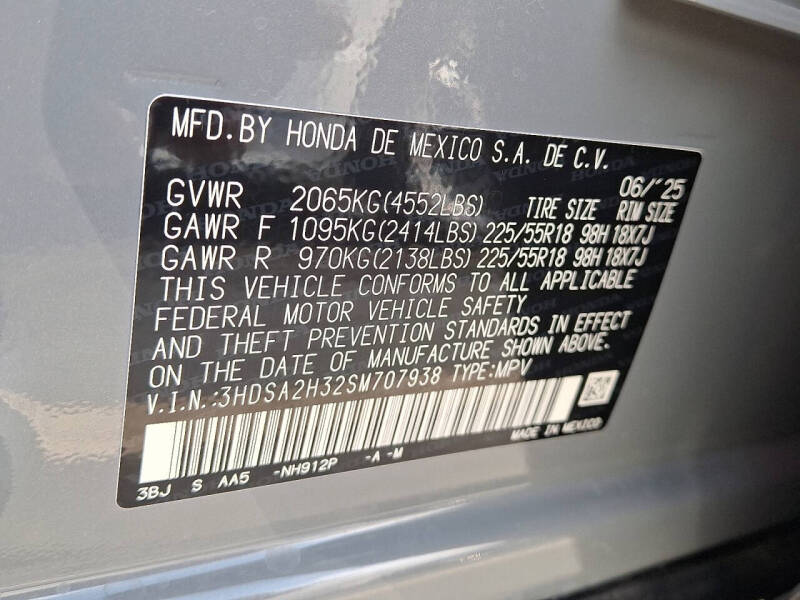 MFD.BY HONDA DE MEXICO S.A. DE C.V.
06/'25
GVWR 2065KG(4552LBS) TIRE SIZE RIM SIZE
GAWR F 1095KG(2414LBS) 225/55R18 98H 18X7J
GAWR R 970KG(2138LBS) 225/55R18 98H 18X7J
THIS VEHICLE CONFORMS TO ALL APPLICABLE
FEDERAL MOTOR VEHICLE SAFETY
AND THEFT PREVENTION STANDARDS IN EFFECT
ON THE DATE OF MANUFACTURE SHOWN ABOVE.
V.I.N.:3HDSA2H32SM707938 TYPE:MPV
MADE IN MEXICO
3BJ S AA5 -NH912P -A -M